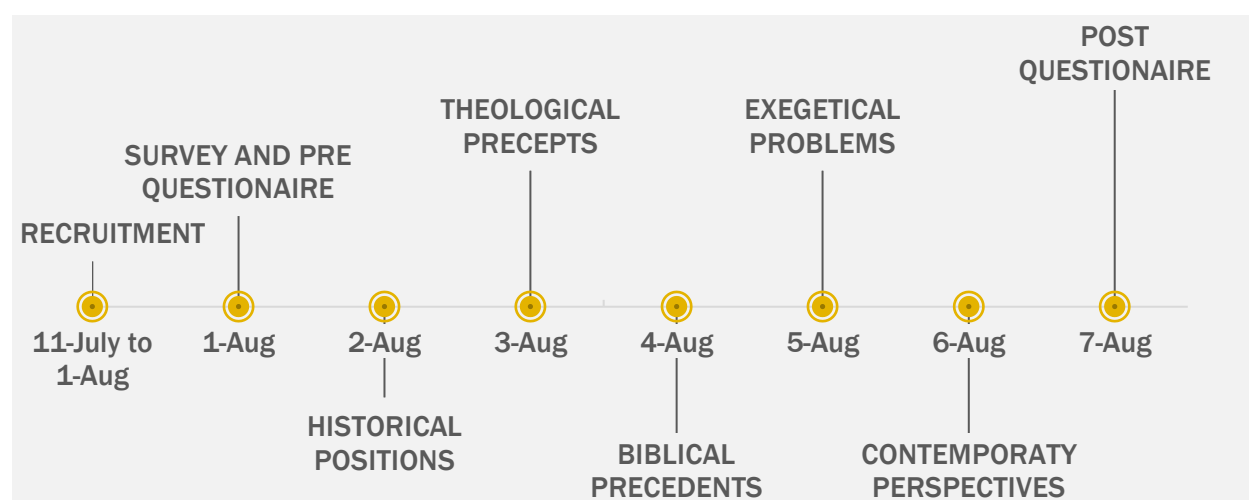 POST
QUESTIONAIRE
THEOLOGICAL
PRECEPTS
EXEGETICAL
PROBLEMS
SURVEY AND PRE
QUESTIONAIRE
RECRUITMENT
11-July to
1-Aug
1-Aug
2-Aug
3-Aug
4-Aug
5-Aug
6-Aug
7-Aug
HISTORICAL
POSITIONS
BIBLICAL
PRECEDENTS
CONTEMPORATY
PERSPECTIVES